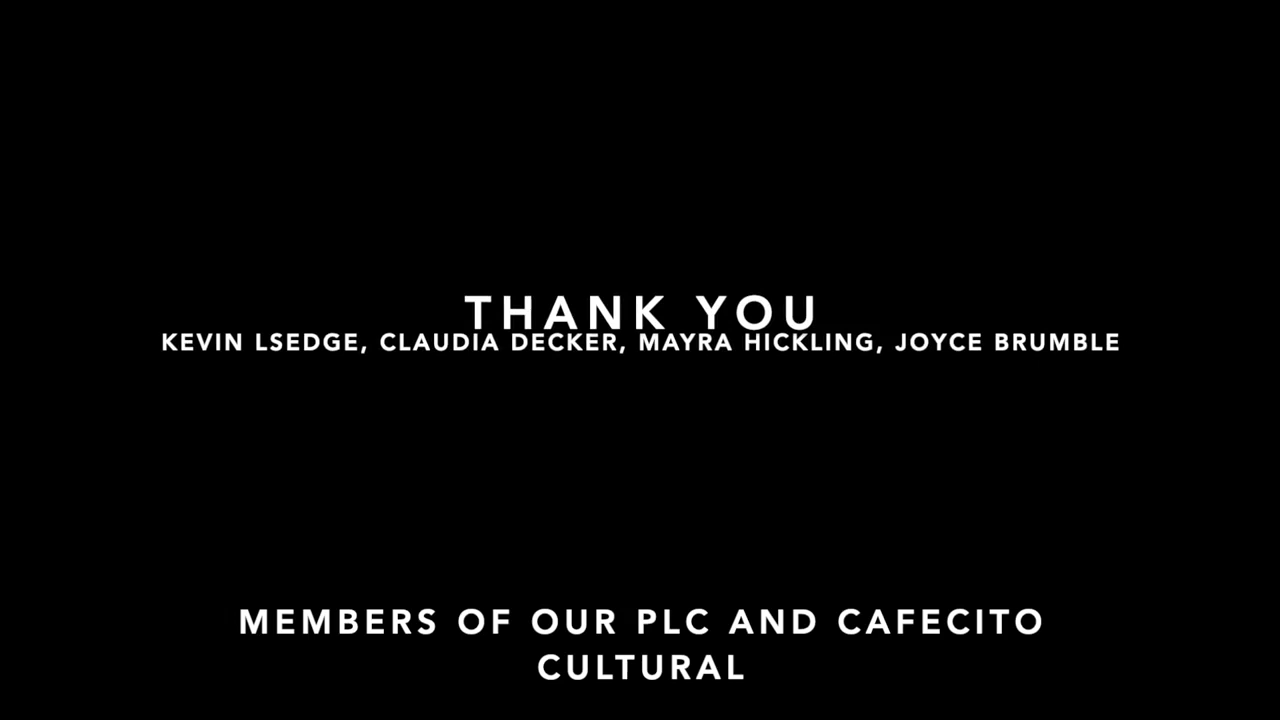 THANK YOU
KEVIN LSEDGE, CLAUDIA DECKER, MAYRA HICKLING, JOYCE BRUMBLE
MEMBERS OF OUR PLC AND CAFECITO
CULTURAL